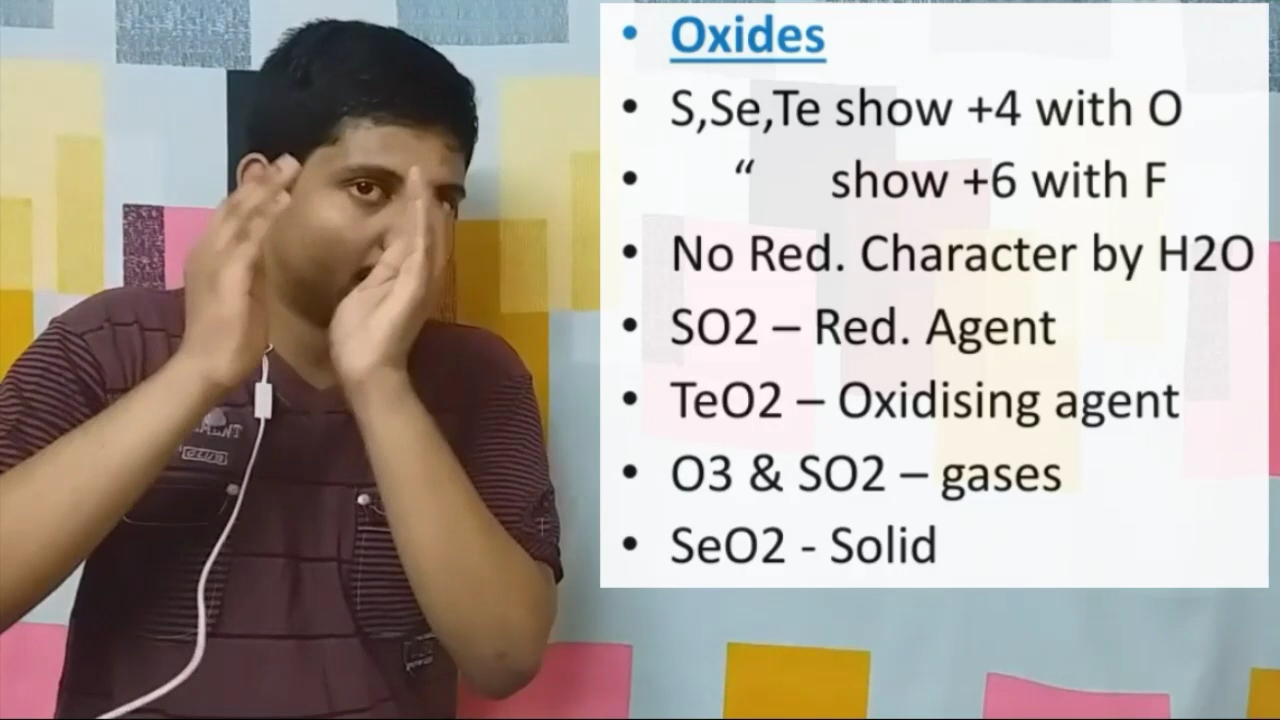 • Oxides
• S,Se,Te show +4 with O
• “ show +6 with F
• No Red. Character by H2O
• SO2 – Red. Agent
• TeO2 – Oxidising agent
• O3 & SO2 – gases
• SeO2 - Solid